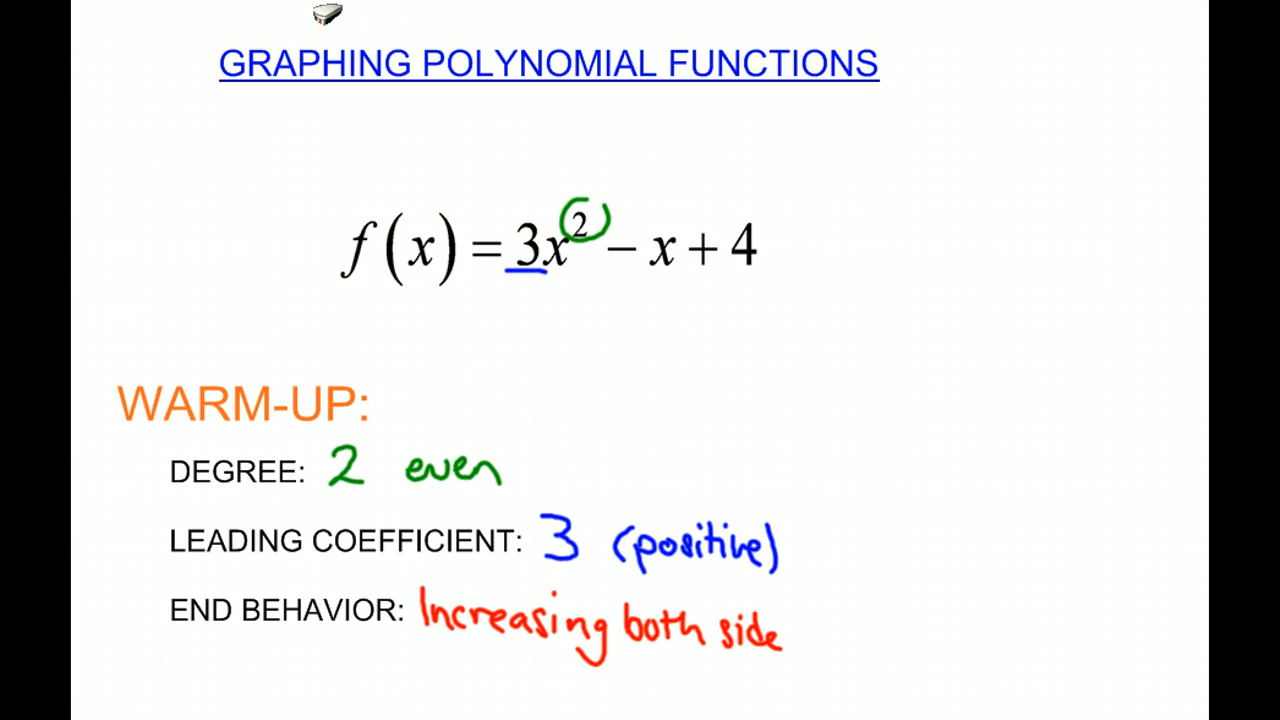 GRAPHING POLYNOMIAL FUNCTIONS
f(x) = 3x² − x + 4
WARM-UP:
DEGREE: 2 even
LEADING COEFFICIENT: 3 (positive)
END BEHAVIOR: Increasing both side